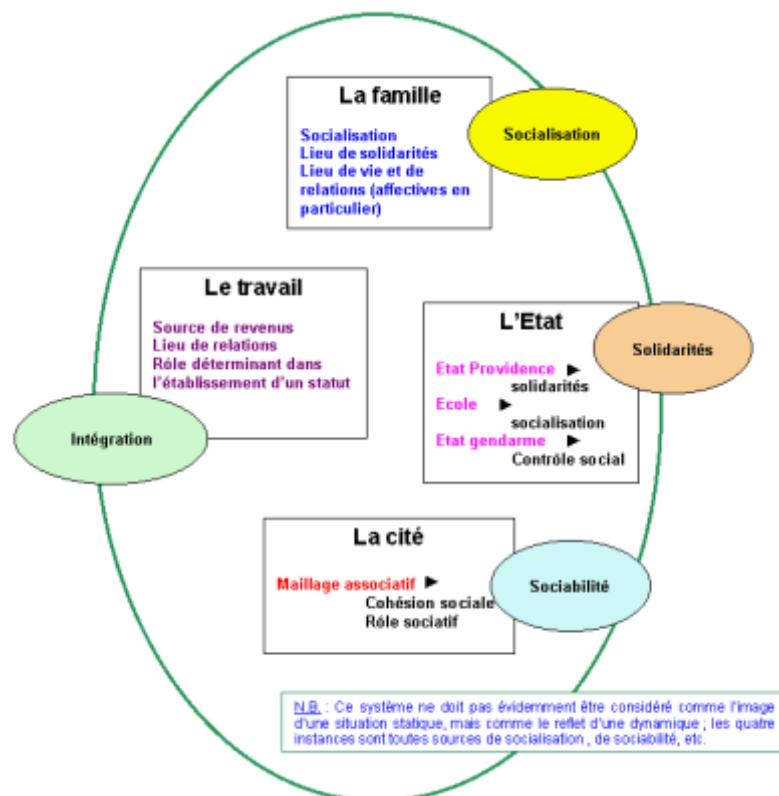 La famille
Socialisation
Lieu de solidarités
Lieu de vie et de
relations (affectives en
particulier)
Socialisation
Le travail
Source de revenus
Lieu de relations
Rôle déterminant dans
l'établissement d'un statut
Intégration
L'Etat
Etat Providence ►
solidarités
Ecole ►
socialisation
Etat gendarme ►
Contrôle social
Solidarités
La cité
Maillage associatif ►
Cohésion sociale
Rôle sociatif
Sociabilité
N.B. : Ce système ne doit pas évidemment être considéré comme l'image
d'une situation statique, mais comme le reflet d'une dynamique ; les quatre
instances sont toutes sources de socialisation , de sociabilité, etc.